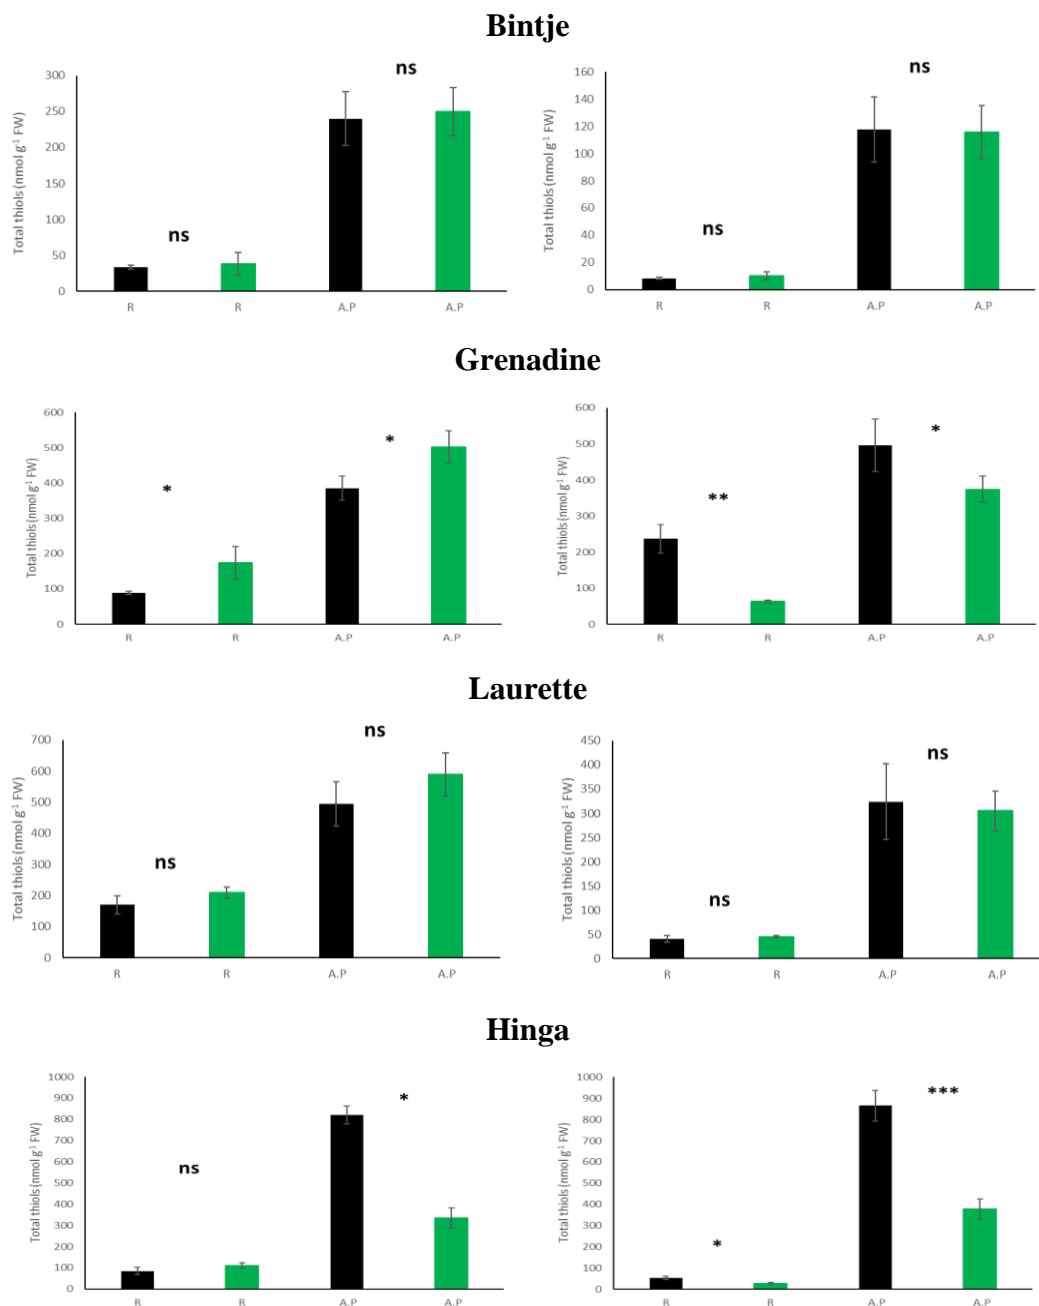 Bintje
ns
ns
Total thiols (nmol g⁻¹ FW)
300
250
200
150
100
50
0
ns
R
R
A.P
A.P
Total thiols (nmol g⁻¹ FW)
160
140
120
100
80
60
40
20
0
ns
R
R
A.P
A.P
Grenadine
Total thiols (nmol g⁻¹ FW)
600
500
400
300
200
100
0
*
*
R
R
A.P
A.P
Total thiols (nmol g⁻¹ FW)
600
500
400
300
200
100
0
**
*
R
R
A.P
A.P
Laurette
Total thiols (nmol g⁻¹ FW)
700
600
500
400
300
200
100
0
ns
ns
R
R
A.P
A.P
Total thiols (nmol g⁻¹ FW)
450
400
350
300
250
200
150
100
50
0
ns
ns
R
R
A.P
A.P
Hinga
Total thiols (nmol g⁻¹ FW)
1000
900
800
700
600
500
400
300
200
100
0
ns
*
R
R
A.P
A.P
Total thiols (nmol g⁻¹ FW)
1000
900
800
700
600
500
400
300
200
100
0
*
***
R
R
A.P
A.P